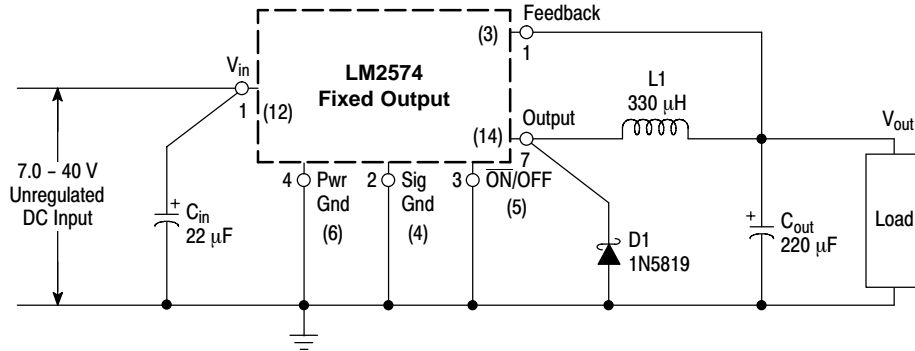 Feedback
(3)
1
V_in
LM2574
Fixed Output
1
(12)
L1
330 μH
Output
(14)
7
V_out
7.0 – 40 V
Unregulated
DC Input
4 Pwr
Gnd
(6)
2 Sig
Gnd
(4)
3 O̅N̅/OFF
(5)
+
C_in
22 μF
D1
1N5819
+
C_out
220 μF
Load